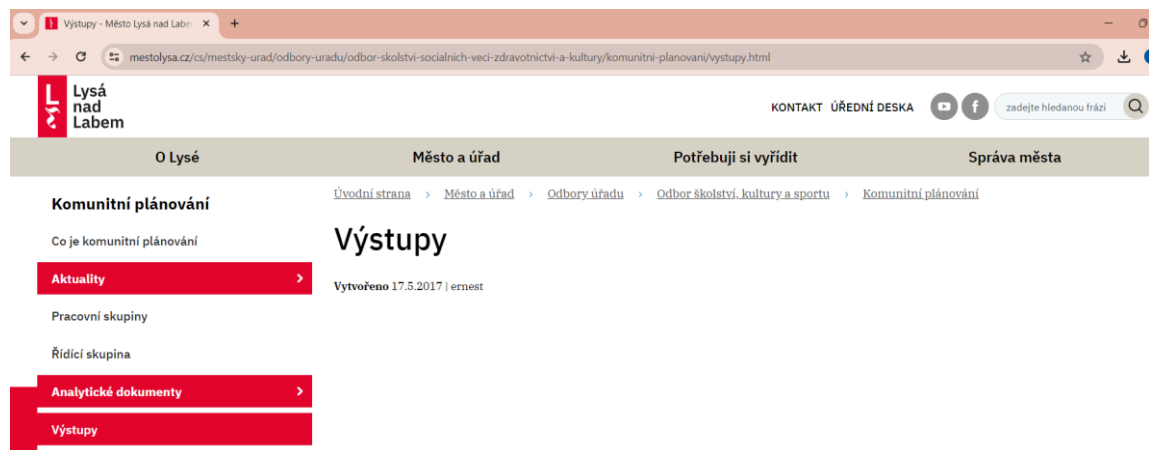 Výstupy - Město Lysá nad Labe
mestolysa.cz/cs/mestsky-urad/odbory-uradu/odbor-skolstvi-socialnich-veci-zdravotnictvi-a-kultury/komunitni-planovani/vystupy.html
Lysá
nad
Labem
KONTAKT ÚŘEDNÍ DESKA
zadejte hledanou frázi
O Lysé Město a úřad Potřebuji si vyřídit Správa města
Úvodní strana › Město a úřad › Odbory úřadu › Odbor školství, kultury a sportu › Komunitní plánování
Komunitní plánování
Co je komunitní plánování
Aktuality
Pracovní skupiny
Řídící skupina
Analytické dokumenty
Výstupy
Výstupy
Vytvořeno 17.5.2017 | ernest